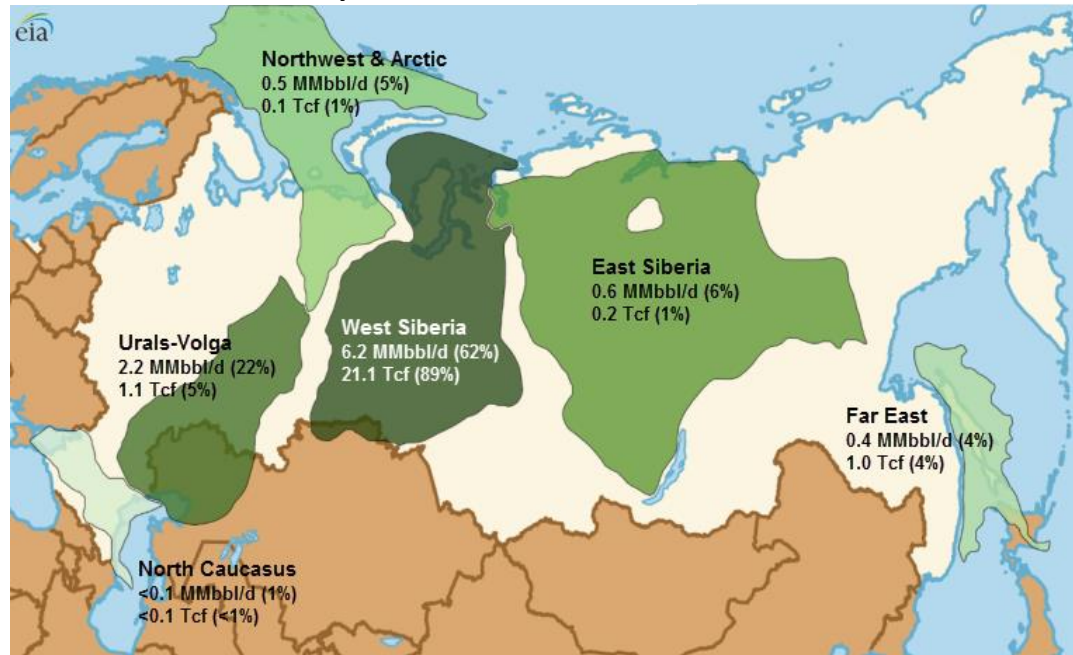 eia
Northwest & Arctic
0.5 MMbbl/d (5%)
0.1 Tcf (1%)
East Siberia
0.6 MMbbl/d (6%)
0.2 Tcf (1%)
West Siberia
6.2 MMbbl/d (62%)
21.1 Tcf (89%)
Urals-Volga
2.2 MMbbl/d (22%)
1.1 Tcf (5%)
Far East
0.4 MMbbl/d (4%)
1.0 Tcf (4%)
North Caucasus
<0.1 MMbbl/d (1%)
<0.1 Tcf (<1%)